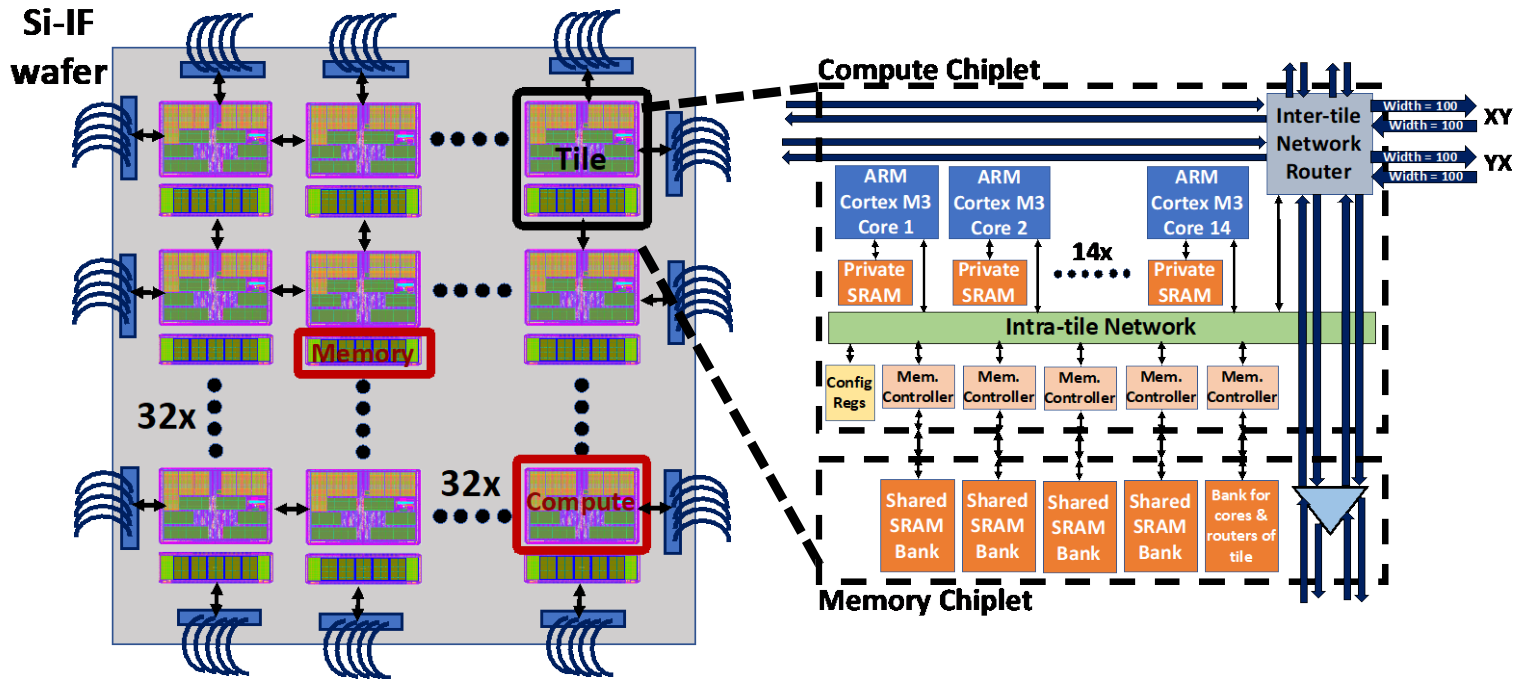 Si-IF
wafer
Tile
Memory
32x
32x
Compute
Compute Chiplet
Inter-tile
Network
Router
Width = 100
Width = 100
XY
Width = 100
Width = 100
YX
ARM
Cortex M3
Core 1
ARM
Cortex M3
Core 2
ARM
Cortex M3
Core 14
14x
Private
SRAM
Private
SRAM
Private
SRAM
Intra-tile Network
Config
Regs
Mem.
Controller
Mem.
Controller
Mem.
Controller
Mem.
Controller
Mem.
Controller
Shared
SRAM
Bank
Shared
SRAM
Bank
Shared
SRAM
Bank
Shared
SRAM
Bank
Bank for
cores &
routers of
tile
Memory Chiplet